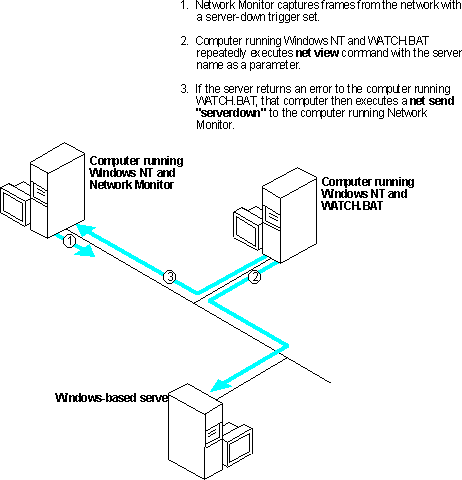 1. Network Monitor captures frames from the network with
a server-down trigger set.
2. Computer running Windows NT and WATCH.BAT
repeatedly executes net view command with the server
name as a parameter.
3. If the server returns an error to the computer running
WATCH.BAT, that computer then executes a net send
"serverdown" to the computer running Network
Monitor.
Computer running
Windows NT and
Network Monitor
Computer running
Windows NT and
WATCH.BAT
1
3
2
Windows-based server